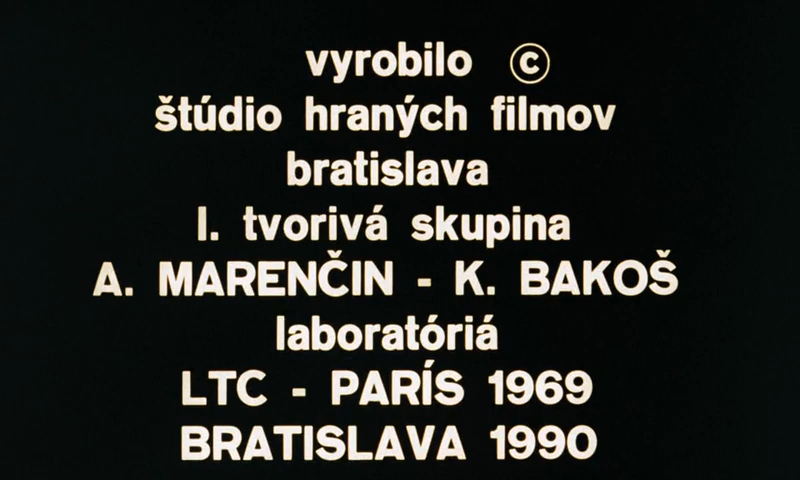 vyrobilo ©
štúdio hraných filmov
bratislava
I. tvorivá skupina
A. MARENČIN - K. BAKOŠ
laboratóriá
LTC - PARÍS 1969
BRATISLAVA 1990